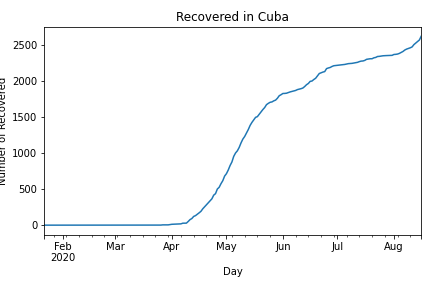 Recovered in Cuba
Number of Recovered
2500
2000
1500
1000
500
0
Feb
2020
Mar
Apr
May
Jun
Jul
Aug
Day